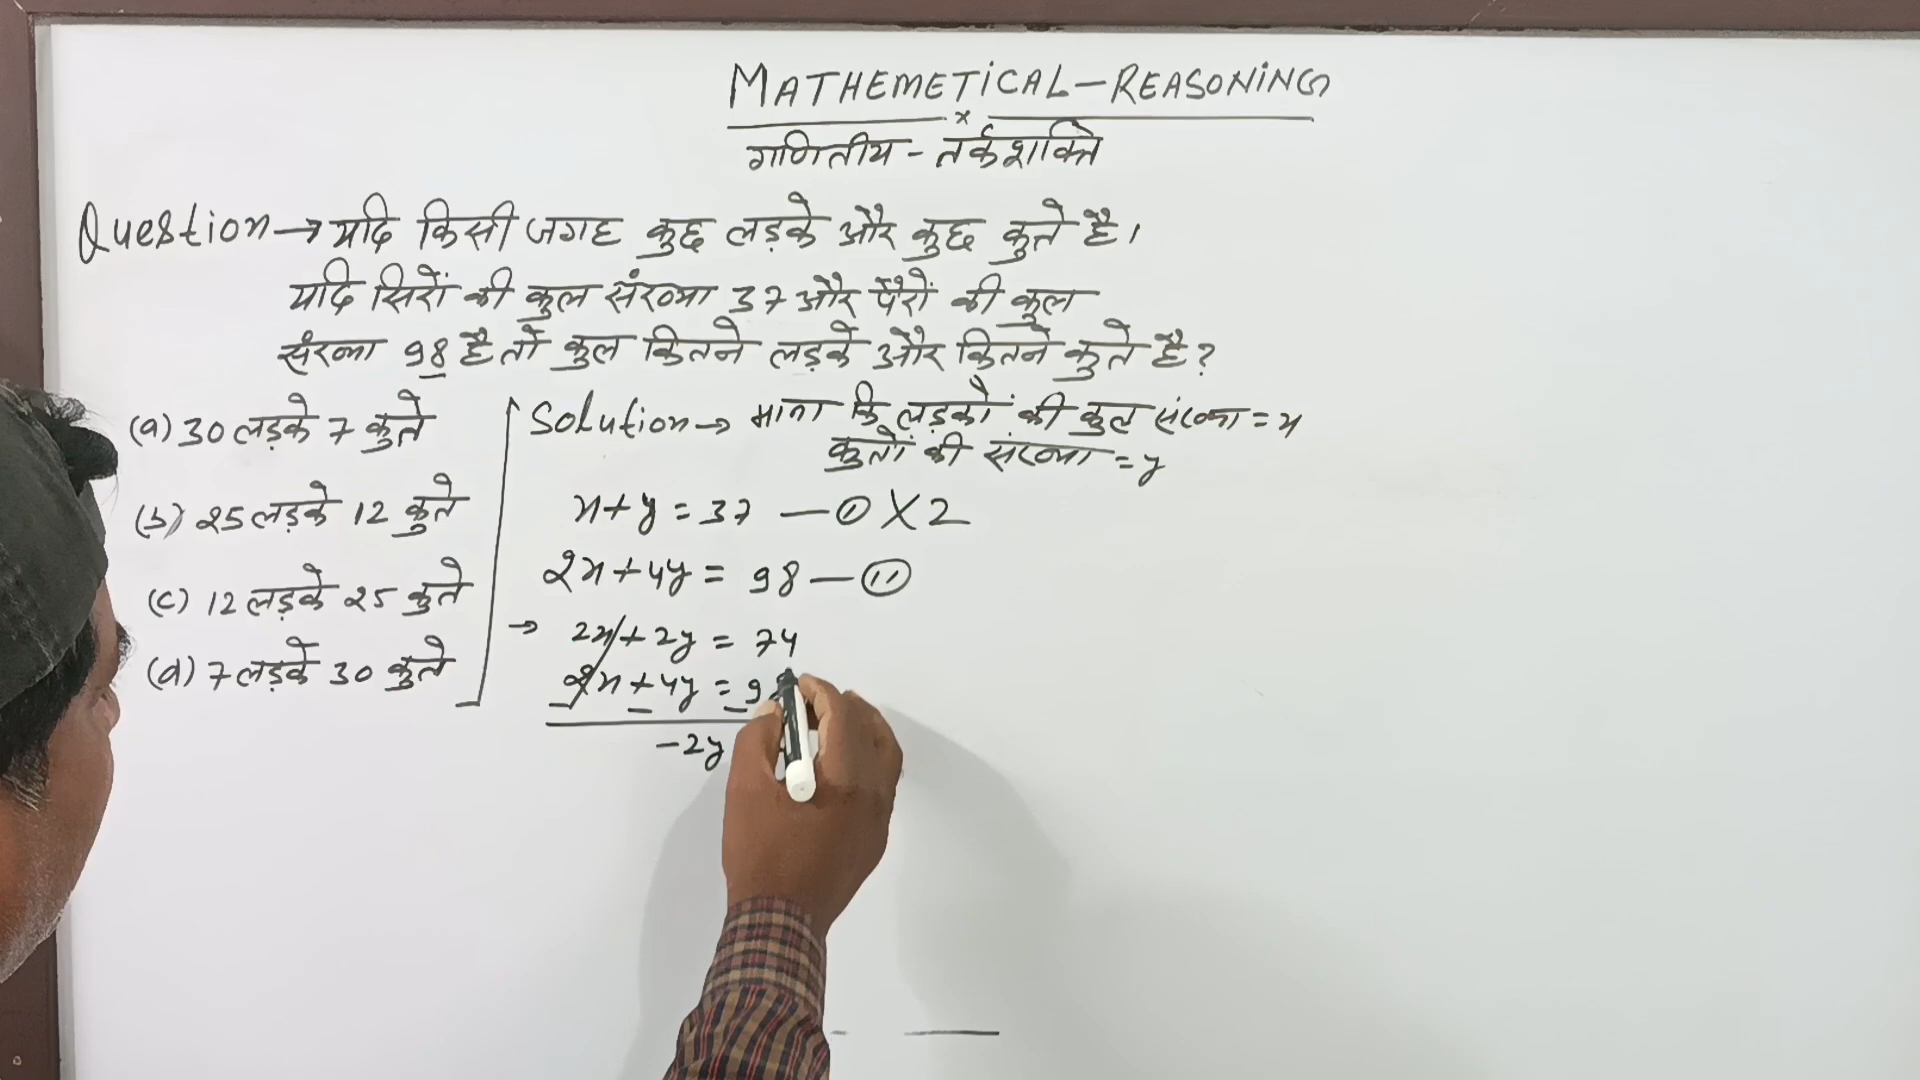 MATHEMETICAL-REASONING
x
गणितीय - तर्कशक्ति
Question → यदि किसी जगह कुछ लड़के और कुछ कुते है।
यदि सिरों की कुल संख्या 37 और पैरों की कुल
संख्या 98 है तो कुल कितने लड़के और कितने कुते है?
(a) 30 लड़के 7 कुते
(b) 25 लड़के 12 कुते
(c) 12 लड़के 25 कुते
(d) 7 लड़के 30 कुते
Solution → माना कि लड़कों की कुल संख्या = x
कुतों की संख्या = y
x + y = 37 — ① X 2
2x + 4y = 98 — ⑪
→ 2x + 2y = 74
2x + 4y = 98
- - -
-2y